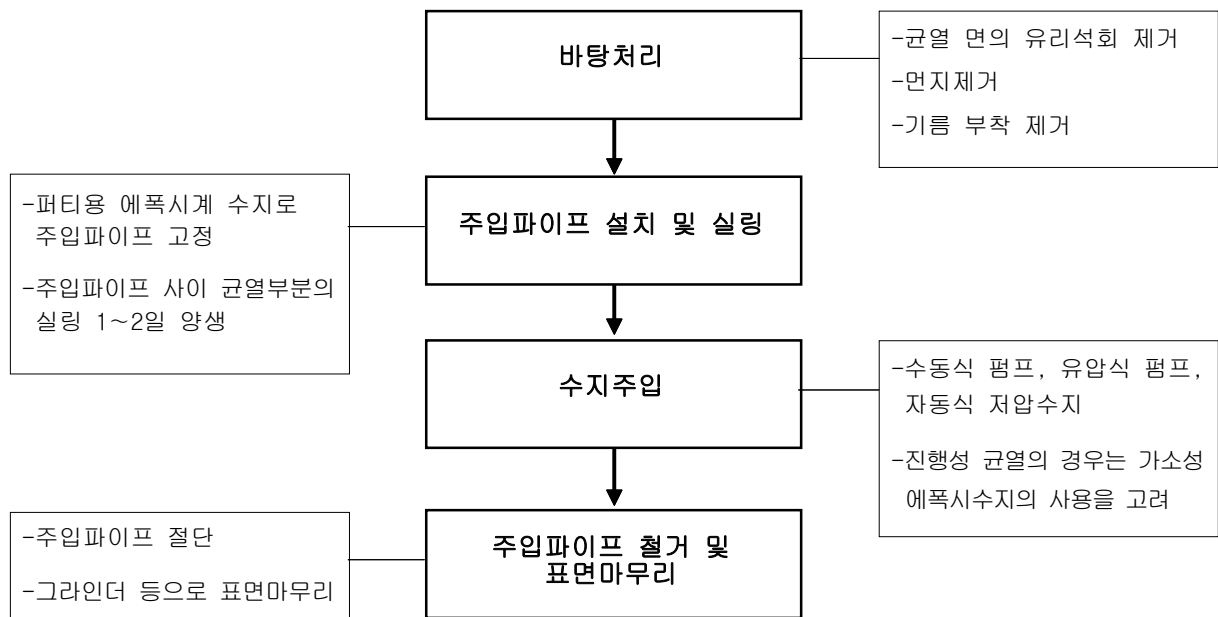 바탕처리
-균열 면의 유리석회 제거
-먼지제거
-기름 부착 제거
주입파이프 설치 및 실링
-퍼티용 에폭시계 수지로
주입파이프 고정
-주입파이프 사이 균열부분의
실링 1~2일 양생
수지주입
-수동식 펌프, 유압식 펌프,
자동식 저압수지
-진행성 균열의 경우는 가소성
에폭시수지의 사용을 고려
주입파이프 철거 및
표면마무리
-주입파이프 절단
-그라인더 등으로 표면마무리